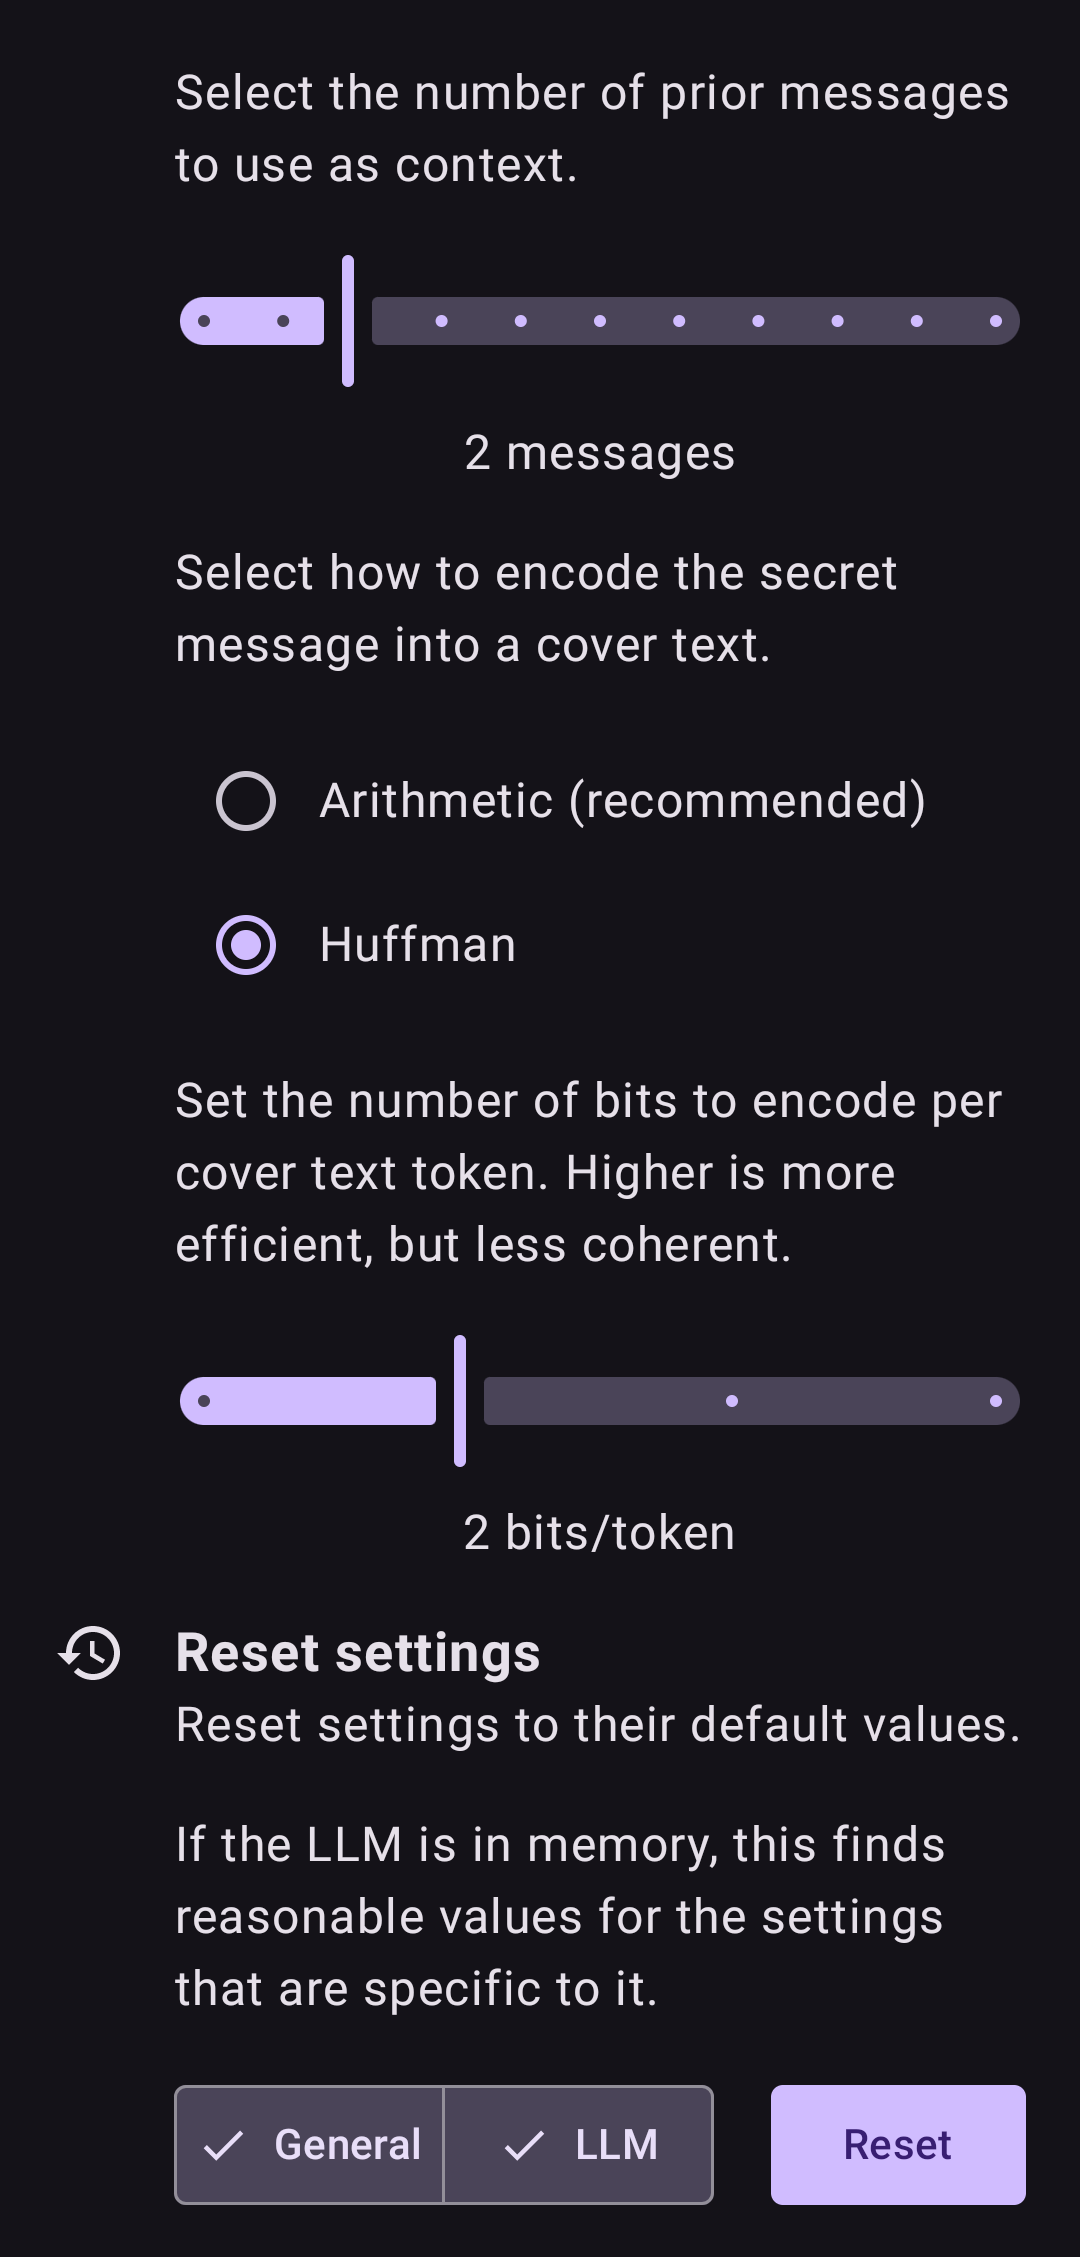 Select the number of prior messages
to use as context.
2 messages
Select how to encode the secret
message into a cover text.
Arithmetic (recommended)
Huffman
Set the number of bits to encode per
cover text token. Higher is more
efficient, but less coherent.
2 bits/token
Reset settings
Reset settings to their default values.
If the LLM is in memory, this finds
reasonable values for the settings
that are specific to it.
General LLM Reset